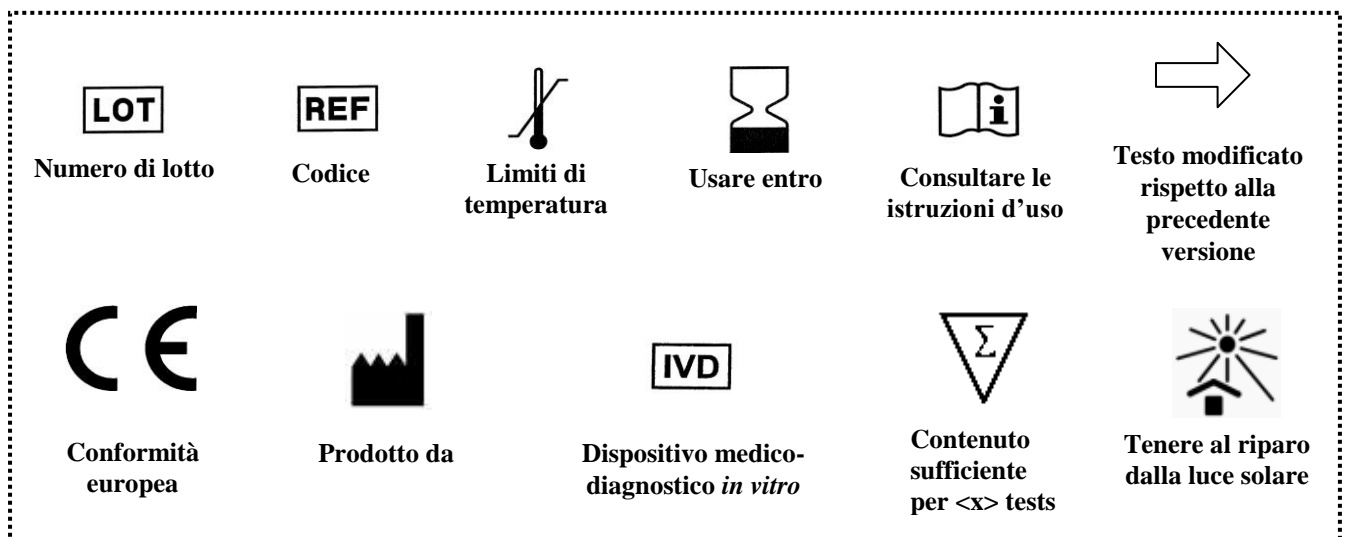 LOT
Numero di lotto
REF
Codice
Limiti di
temperatura
Usare entro
i
Consultare le
istruzioni d’uso
Testo modificato
rispetto alla
precedente
versione
CE
Conformità
europea
Prodotto da
IVD
Dispositivo medico-
diagnostico in vitro
Σ
Contenuto
sufficiente
per <x> tests
Tenere al riparo
dalla luce solare